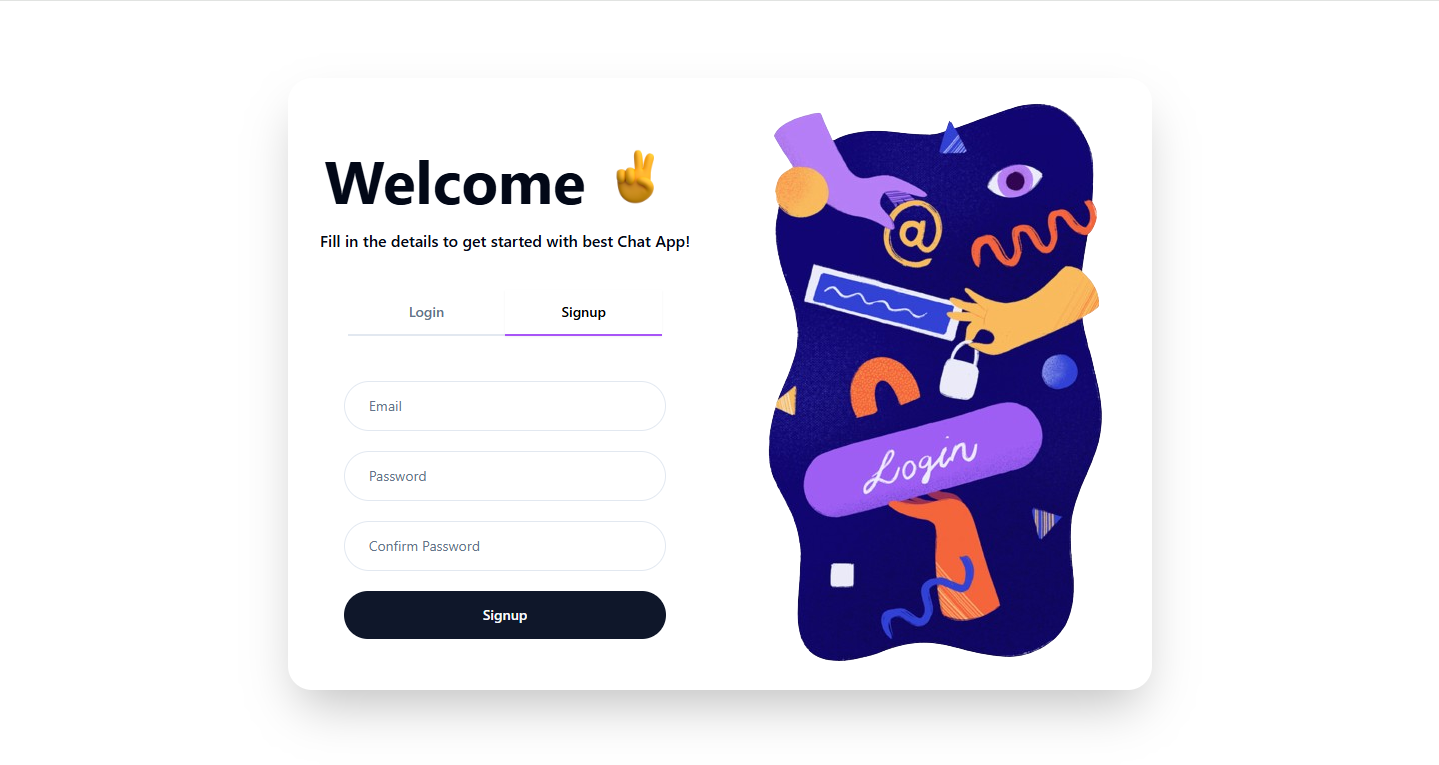 Welcome ✌️
Fill in the details to get started with best Chat App!
Login
Signup
Email
Password
Confirm Password
Signup
@
Login